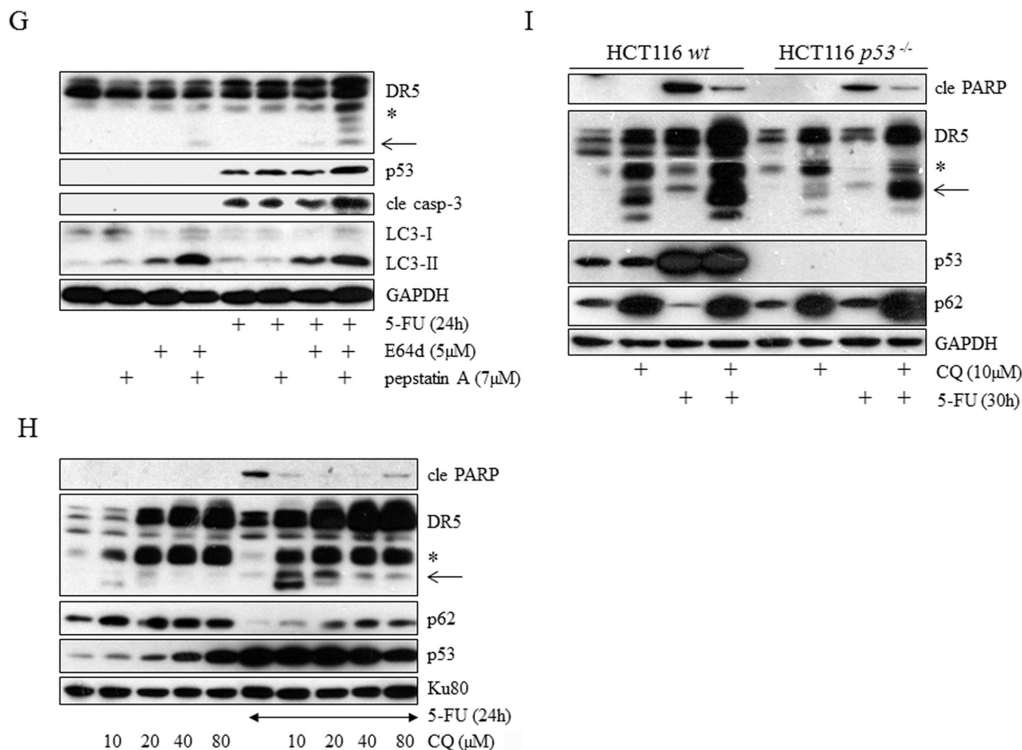 G
DR5
*
p53
cle casp-3
LC3-I
LC3-II
GAPDH
+ + + + 5-FU (24h)
+ + + + E64d (5μM)
+ + + + pepstatin A (7μM)
I
HCT116 wt HCT116 p53 -/-
cle PARP
DR5
*
p53
p62
GAPDH
+ + + + CQ (10μM)
+ + + + 5-FU (30h)
H
cle PARP
DR5
*
p62
p53
Ku80
5-FU (24h)
10 20 40 80 10 20 40 80 CQ (μM)